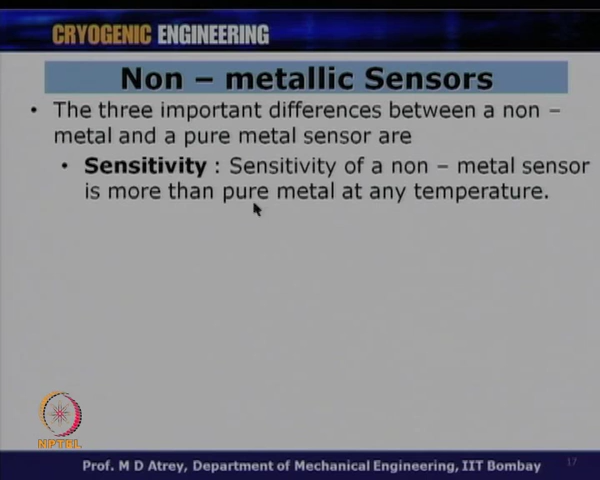 CRYOGENIC ENGINEERING
Non – metallic Sensors
• The three important differences between a non –
metal and a pure metal sensor are
• Sensitivity : Sensitivity of a non – metal sensor
is more than pure metal at any temperature.
NPTEL
Prof. M D Atrey, Department of Mechanical Engineering, IIT Bombay
17